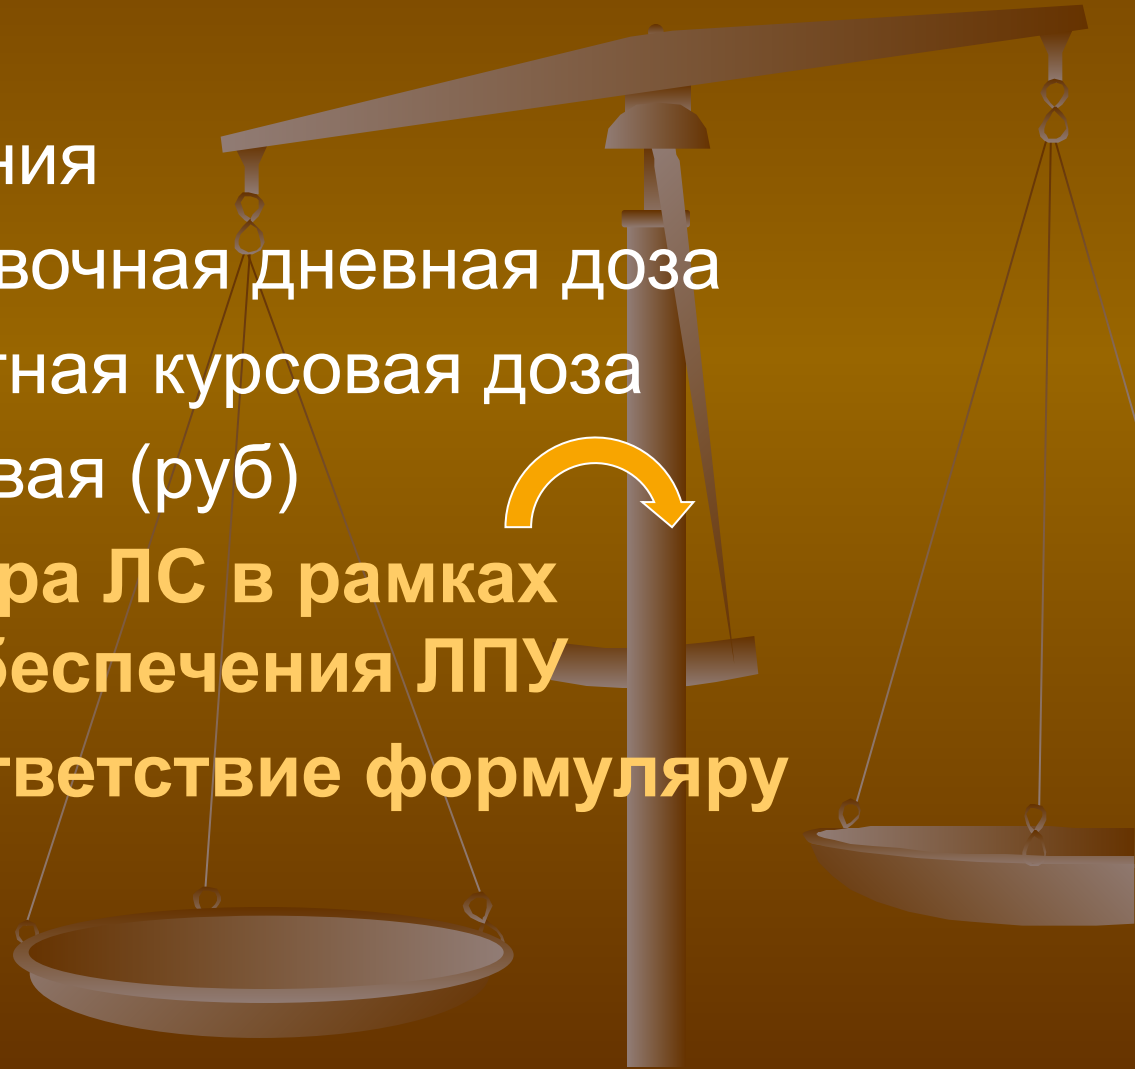 ния
вочная дневная доза
тная курсовая доза
вая (руб)
ра ЛС в рамках
беспечения ЛПУ
тветствие формуляру